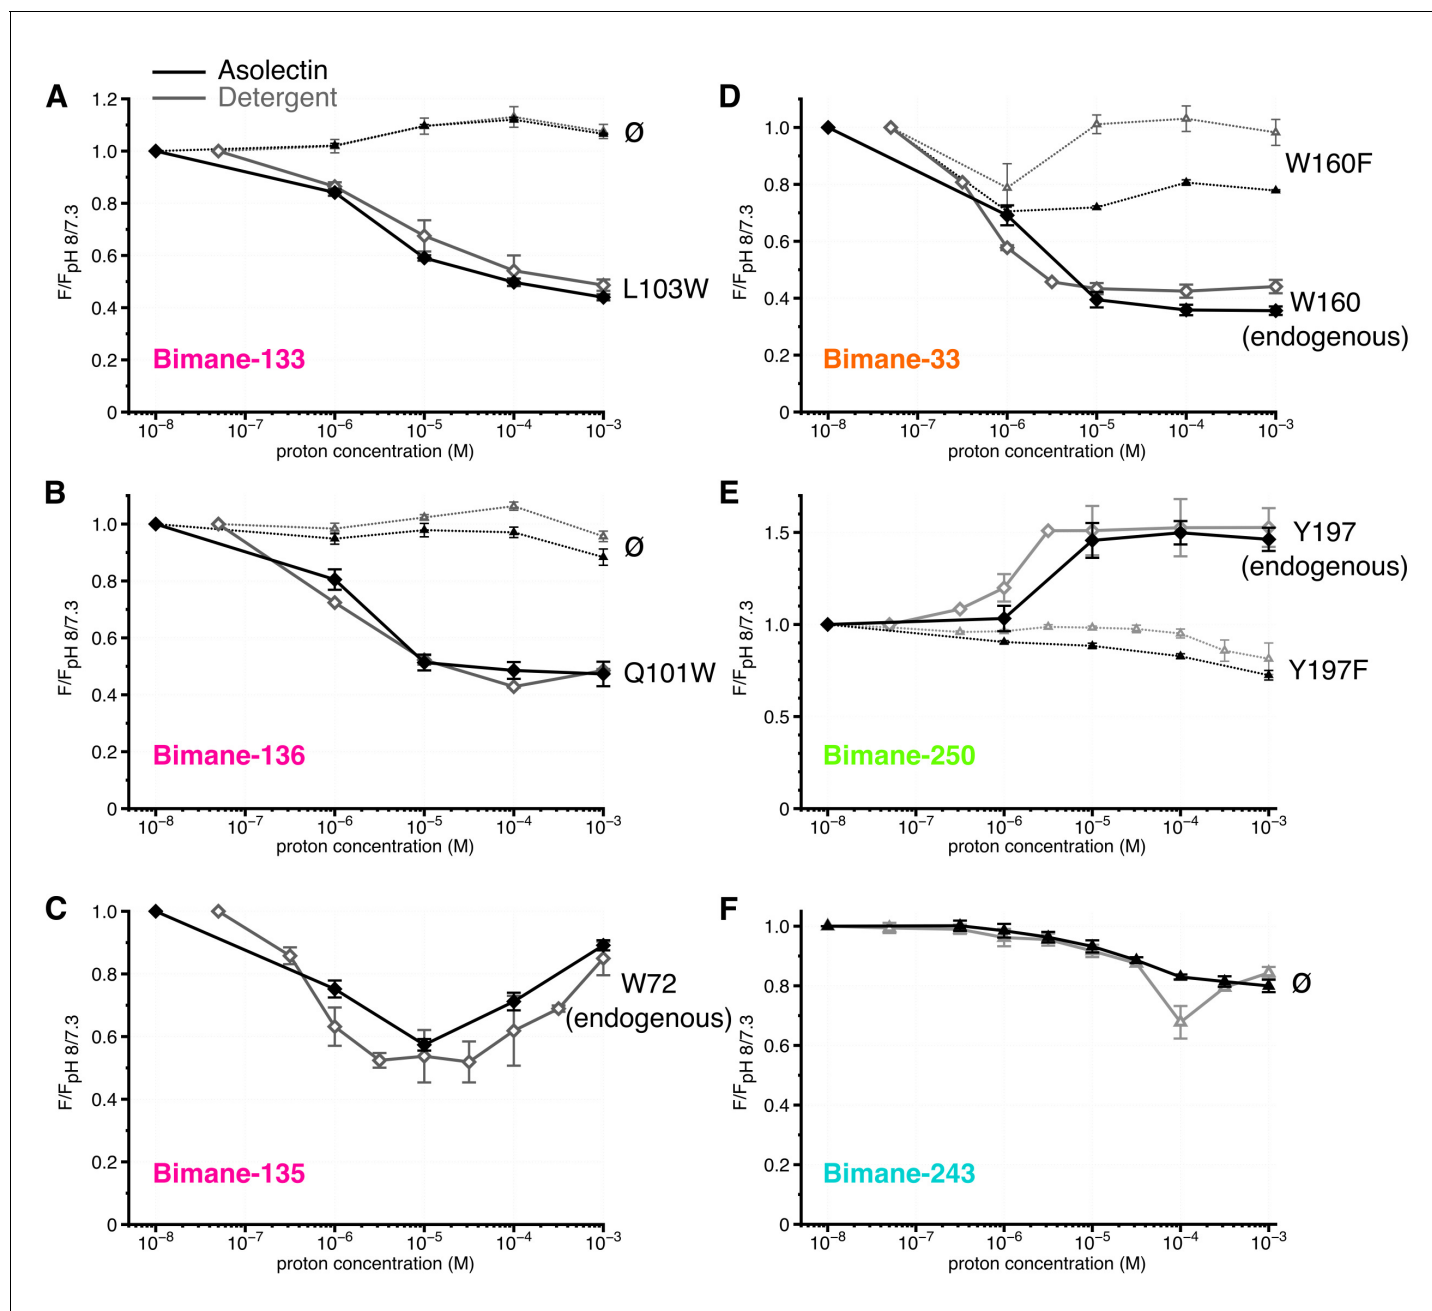 Asolectin
Detergent
A
1.2
1.0
0.8
0.6
0.4
0.2
0
F/FpH 8/7.3
Ø
L103W
Bimane-133
10⁻⁸ 10⁻⁷ 10⁻⁶ 10⁻⁵ 10⁻⁴ 10⁻³
proton concentration (M)
D
1.0
0.8
0.6
0.4
0.2
0
F/FpH 8/7.3
W160F
W160
(endogenous)
Bimane-33
10⁻⁸ 10⁻⁷ 10⁻⁶ 10⁻⁵ 10⁻⁴ 10⁻³
proton concentration (M)
B
1.0
0.8
0.6
0.4
0.2
0
F/FpH 8/7.3
Ø
Q101W
Bimane-136
10⁻⁸ 10⁻⁷ 10⁻⁶ 10⁻⁵ 10⁻⁴ 10⁻³
proton concentration (M)
E
1.5
1.0
0.5
0
F/FpH 8/7.3
Y197
(endogenous)
Y197F
Bimane-250
10⁻⁸ 10⁻⁷ 10⁻⁶ 10⁻⁵ 10⁻⁴ 10⁻³
proton concentration (M)
C
1.0
0.8
0.6
0.4
0.2
0
F/FpH 8/7.3
W72
(endogenous)
Bimane-135
10⁻⁸ 10⁻⁷ 10⁻⁶ 10⁻⁵ 10⁻⁴ 10⁻³
proton concentration (M)
F
1.0
0.8
0.6
0.4
0.2
0
F/FpH 8/7.3
Ø
Bimane-243
10⁻⁸ 10⁻⁷ 10⁻⁶ 10⁻⁵ 10⁻⁴ 10⁻³
proton concentration (M)